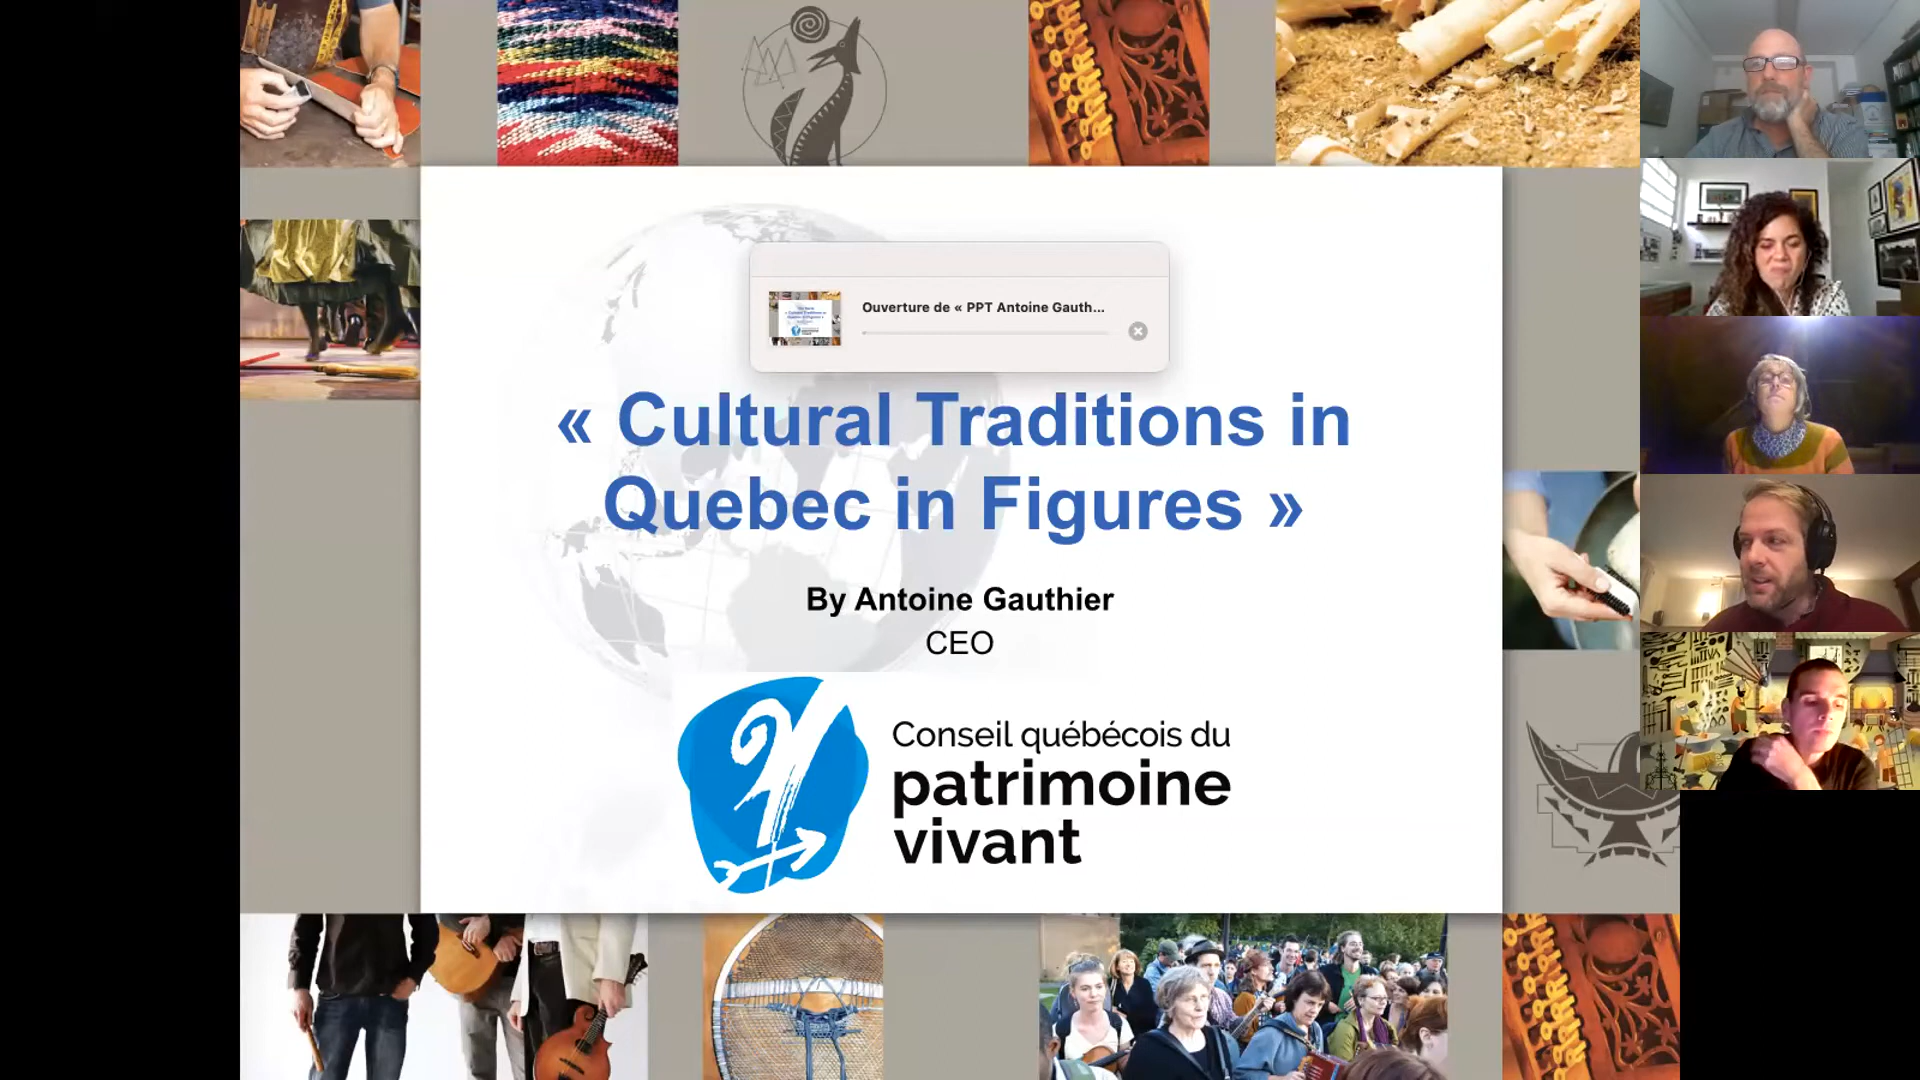 Ouverture de « PPT Antoine Gauth...
« Cultural Traditions in
Quebec in Figures »
By Antoine Gauthier
CEO
Conseil québécois du
patrimoine
vivant